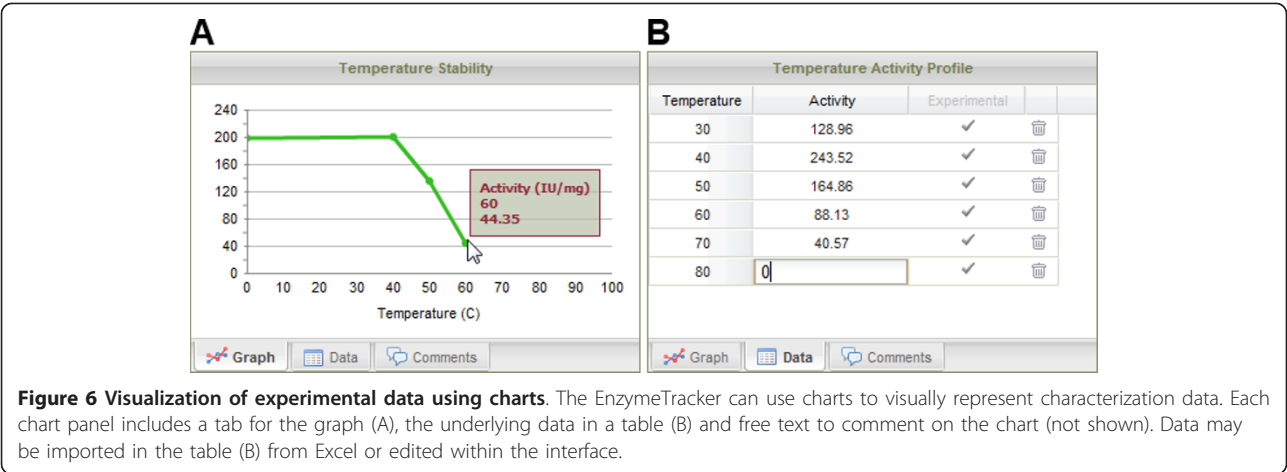 A
Temperature Stability
240
200
160
120
80
40
0
Activity (IU/mg)
60
44.35
0 10 20 30 40 50 60 70 80 90 100
Temperature (C)
Graph Data Comments
B
Temperature Activity Profile
Temperature Activity Experimental
30 128.96
40 243.52
50 164.86
60 88.13
70 40.57
80 0
Graph Data Comments
Figure 6 Visualization of experimental data using charts. The EnzymeTracker can use charts to visually represent characterization data. Each
chart panel includes a tab for the graph (A), the underlying data in a table (B) and free text to comment on the chart (not shown). Data may
be imported in the table (B) from Excel or edited within the interface.